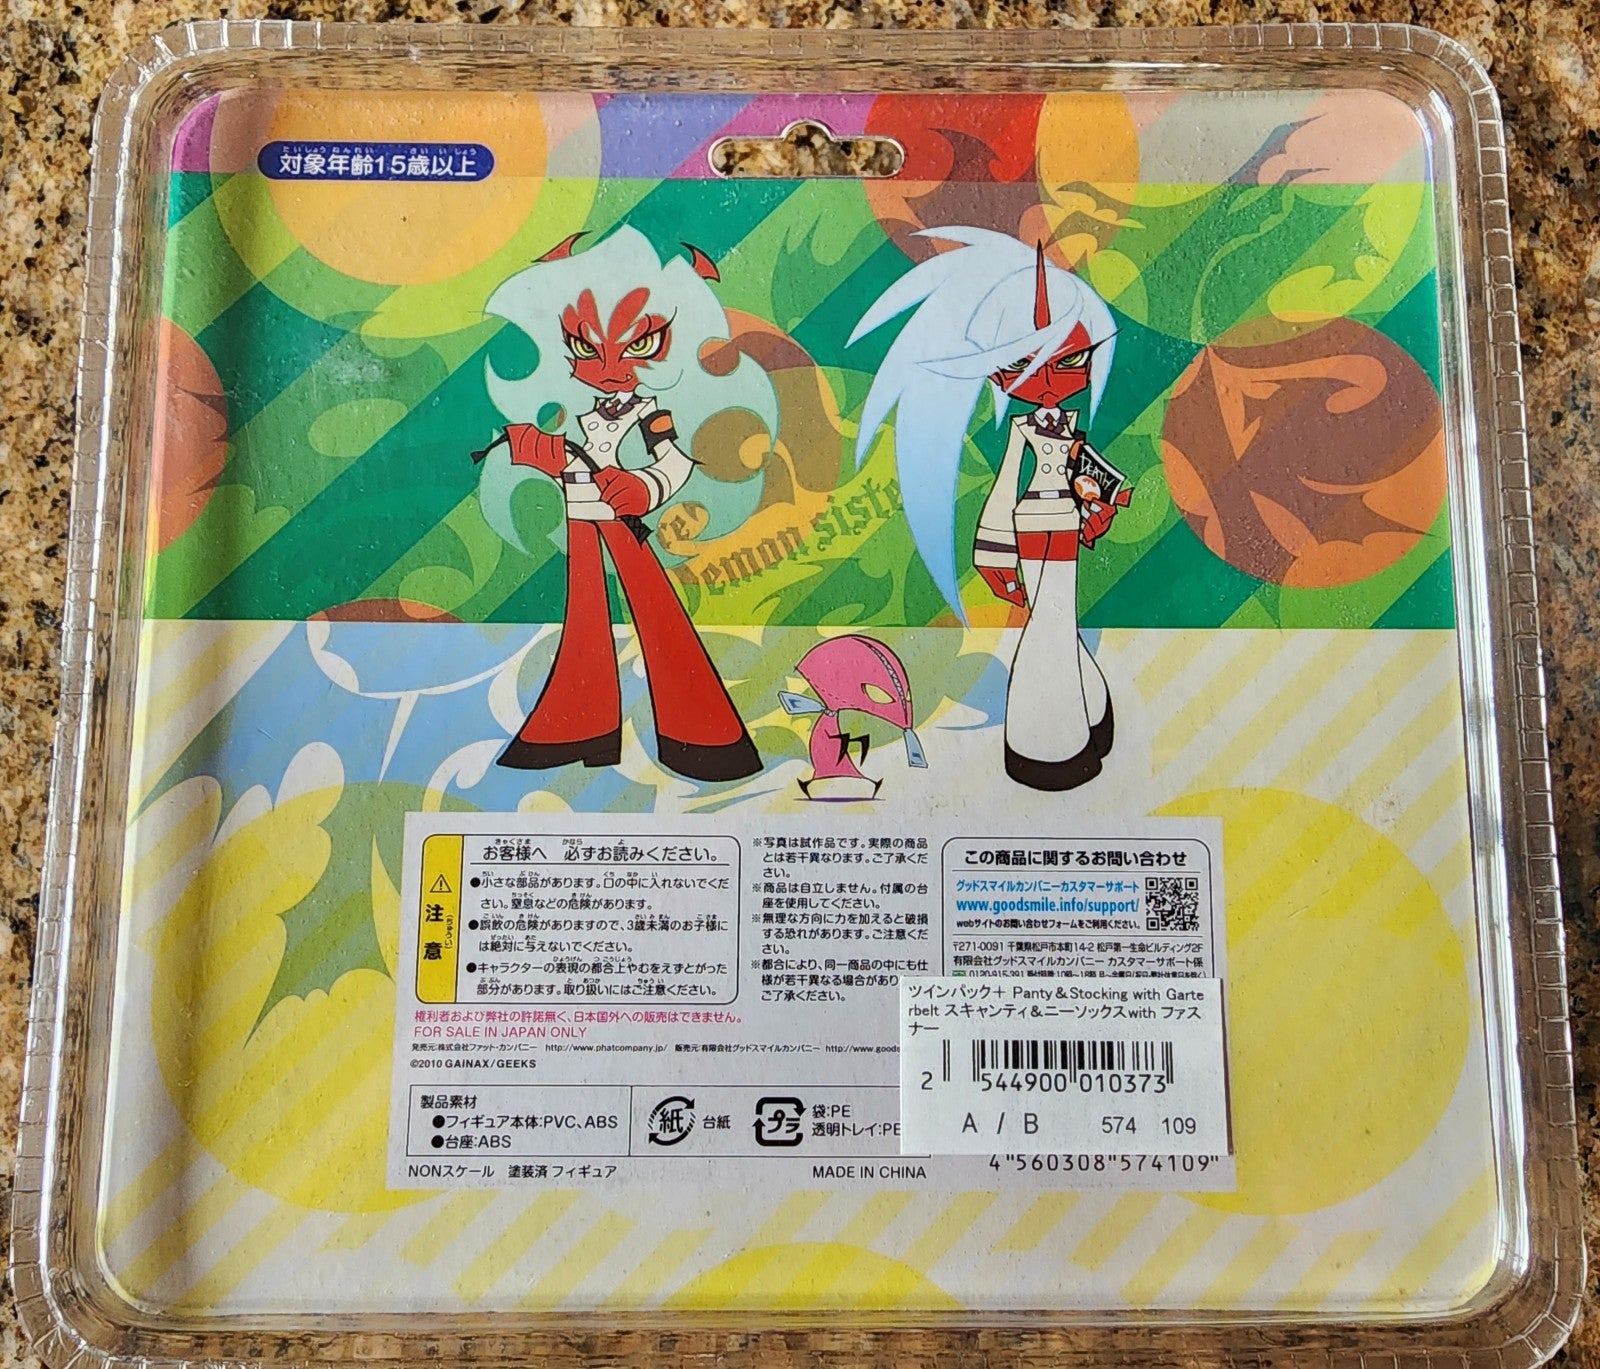 対象年齢15歳以上
DEATH
Demon sister
お客様へ 必ずお読みください。
注意
●小さな部品があります。口の中に入れないでくだ
さい。窒息などの危険があります。
●誤飲の危険がありますので、3歳未満のお子様に
は絶対に与えないでください。
●キャラクターの表現の都合上やむをえずとがった
部分があります。取り扱いにはご注意ください。
※写真は試作品です。実際の商品
とは若干異なります。ご了承くだ
さい。
※商品は自立しません。付属の台
座を使用してください。
※無理な方向に力を加えると破損
する恐れがあります。ご注意くだ
さい。
※都合により、同一商品の中にも仕
様が若干異なる場合があり
ご了承ください。
この商品に関するお問い合わせ
グッドスマイルカンパニーカスタマーサポート
www.goodsmile.info/support/
webサイトのお問い合わせフォームをご利用ください。
〒271-0091 千葉県松戸市本町14-2 松戸第一生命ビルディング2F
有限会社グッドスマイルカンパニー カスタマーサポート係
0120-915-391 受付時間:10時〜18時
権利者および弊社の許諾無く、日本国外への販売はできません。
FOR SALE IN JAPAN ONLY
発売元:株式会社ファット・カンパニー http://www.phatcompany.jp/ 販売元:有限会社グッドスマイルカンパニー http://www.goods
©2010 GAINAX/GEEKS
製品素材
●フィギュア本体:PVC、ABS
●台座:ABS
紙 台紙
プラ 袋:PE
透明トレイ:PE
NONスケール 塗装済フィギュア
MADE IN CHINA
ツインパック＋ Panty＆Stocking with Garte
rbelt スキャンティ＆ニーソックスwith ファス
ナー
2 544900 010373
A / B 574 109
4 560308 574109